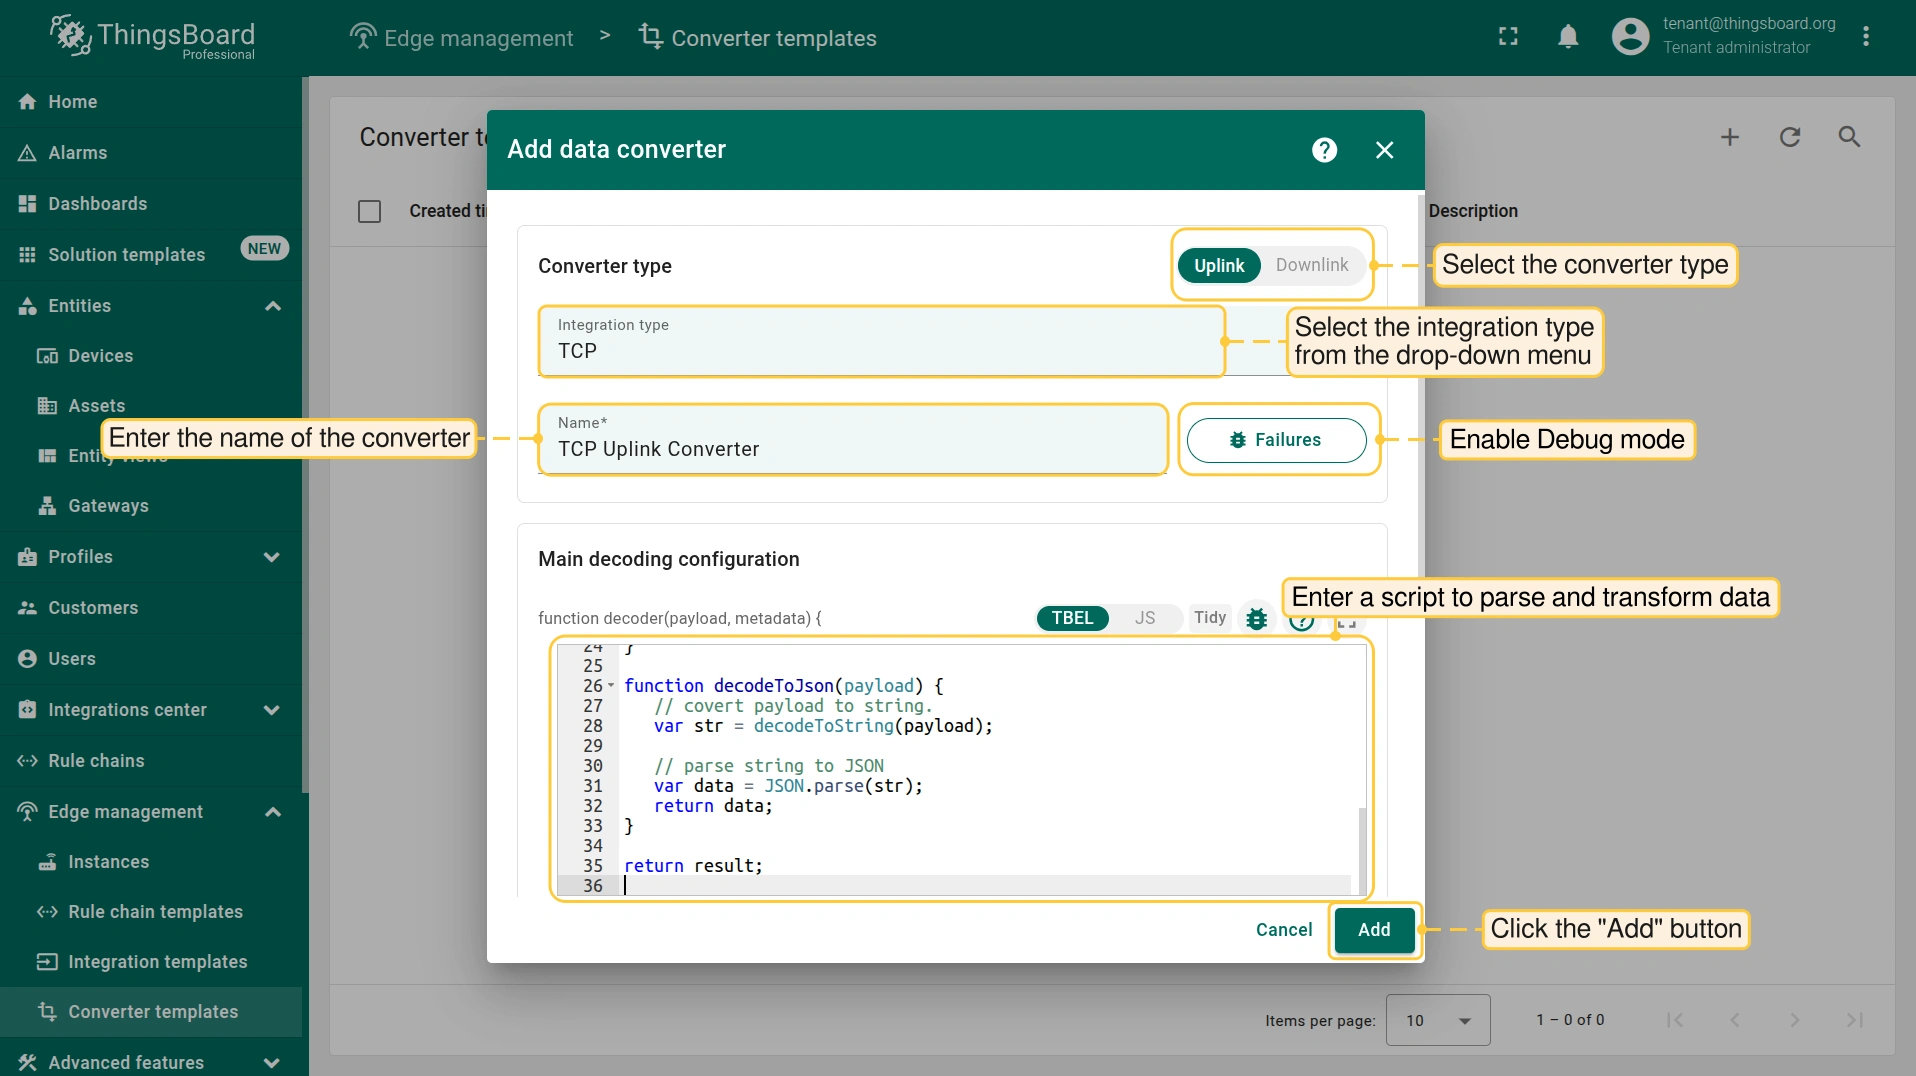 ThingsBoard
Professional
Edge management > Converter templates
tenant@thingsboard.org
Tenant administrator
Home
Alarms
Dashboards
Solution templates NEW
Entities
Devices
Assets
Entity
Gateways
Profiles
Customers
Users
Integrations center
Rule chains
Edge management
Instances
Rule chain templates
Integration templates
Converter templates
Advanced features
Converter
Created
Description
Add data converter
Converter type
Uplink Downlink
Select the converter type
Integration type
TCP
Select the integration type
from the drop-down menu
Enter the name of the converter
Name*
TCP Uplink Converter
Failures
Enable Debug mode
Main decoding configuration
Enter a script to parse and transform data
function decoder(payload, metadata) {
TBEL JS Tidy
24 }
25
26 function decodeToJson(payload) {
27 // covert payload to string.
28 var str = decodeToString(payload);
29
30 // parse string to JSON
31 var data = JSON.parse(str);
32 return data;
33 }
34
35 return result;
36
Cancel Add
Click the "Add" button
Items per page: 10 1 – 0 of 0